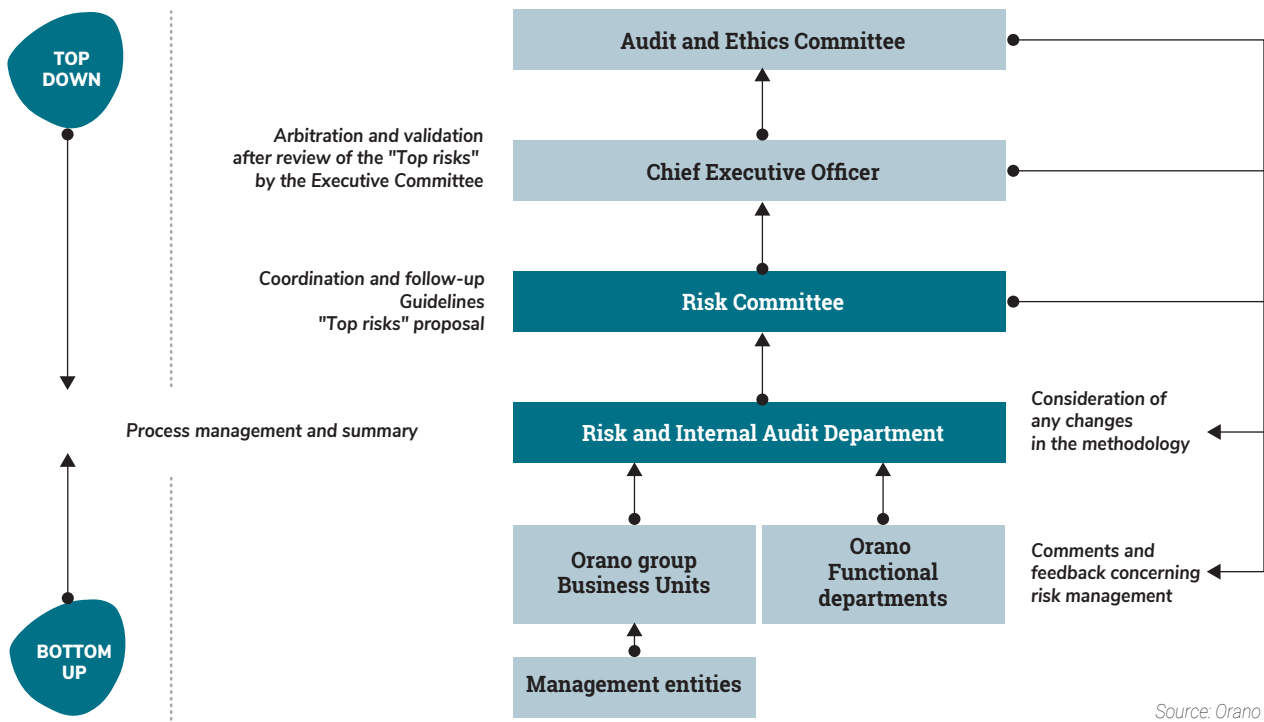 TOP
DOWN
Audit and Ethics Committee
Arbitration and validation
after review of the "Top risks"
by the Executive Committee
Chief Executive Officer
Coordination and follow-up
Guidelines
"Top risks" proposal
Risk Committee
Process management and summary
Risk and Internal Audit Department
Consideration of
any changes
in the methodology
Orano group
Business Units
Orano
Functional
departments
Comments and
feedback concerning
risk management
BOTTOM
UP
Management entities
Source: Orano